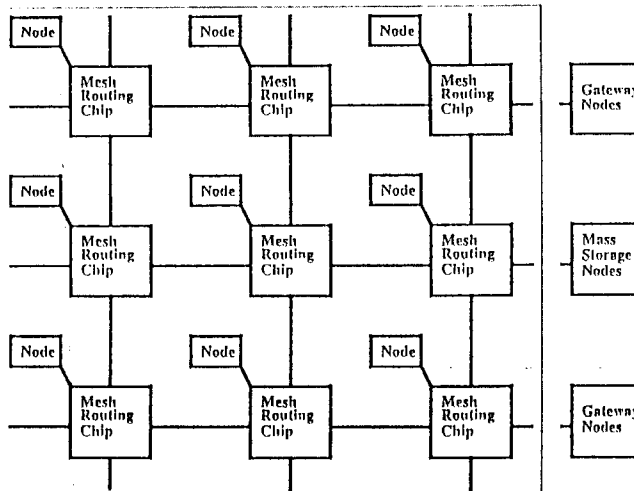 Node
Node
Node
Mesh
Routing
Chip
Mesh
Routing
Chip
Mesh
Routing
Chip
Gateway
Nodes
Node
Node
Node
Mesh
Routing
Chip
Mesh
Routing
Chip
Mesh
Routing
Chip
Mass
Storage
Nodes
Node
Node
Node
Mesh
Routing
Chip
Mesh
Routing
Chip
Mesh
Routing
Chip
Gateway
Nodes